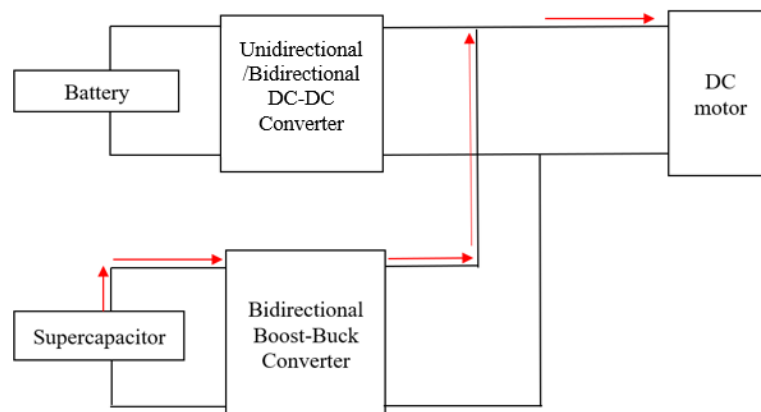 Unidirectional
/Bidirectional
DC-DC
Converter
Battery
DC
motor
Supercapacitor
Bidirectional
Boost-Buck
Converter